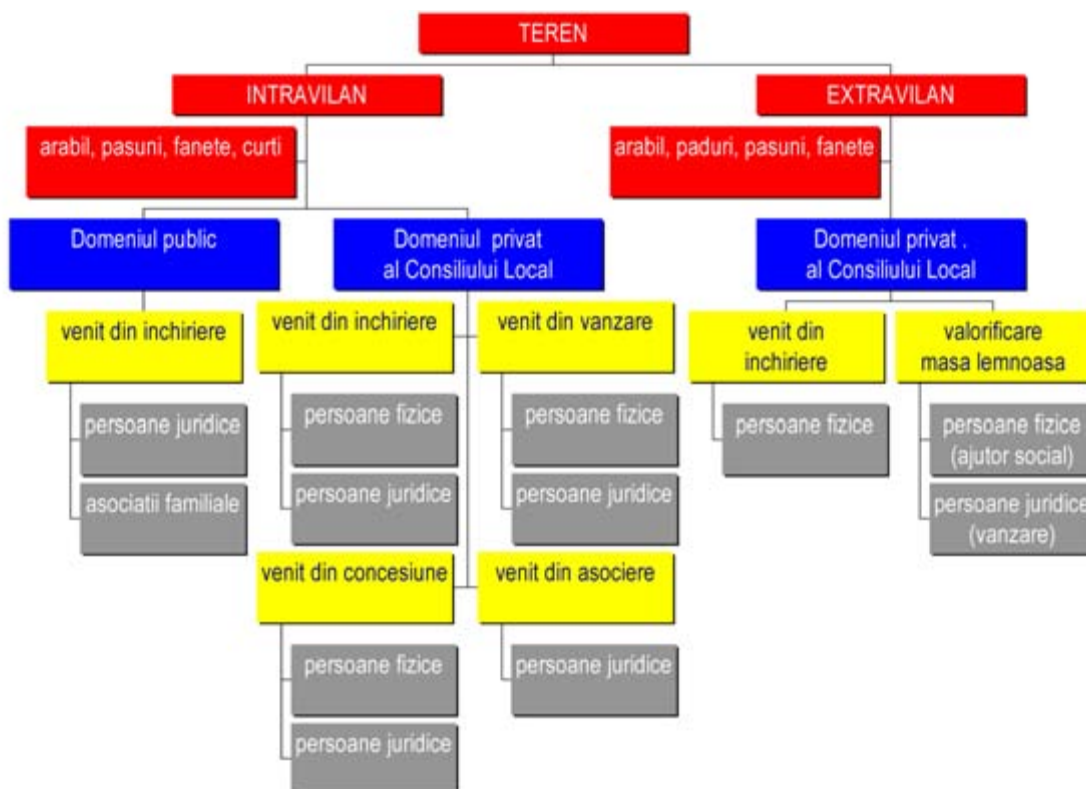 TEREN
INTRAVILAN
EXTRAVILAN
arabil, pasuni, fanete, curti
arabil, paduri, pasuni, fanete
Domeniul public
Domeniul privat
al Consiliului Local
Domeniul privat .
al Consiliului Local
venit din inchiriere
venit din inchiriere
venit din vanzare
venit din
inchiriere
valorificare
masa lemnoasa
persoane juridice
asociatii familiale
persoane fizice
persoane juridice
persoane fizice
persoane juridice
persoane fizice
persoane fizice
(ajutor social)
persoane juridice
(vanzare)
venit din concesiune
venit din asociere
persoane fizice
persoane juridice
persoane juridice